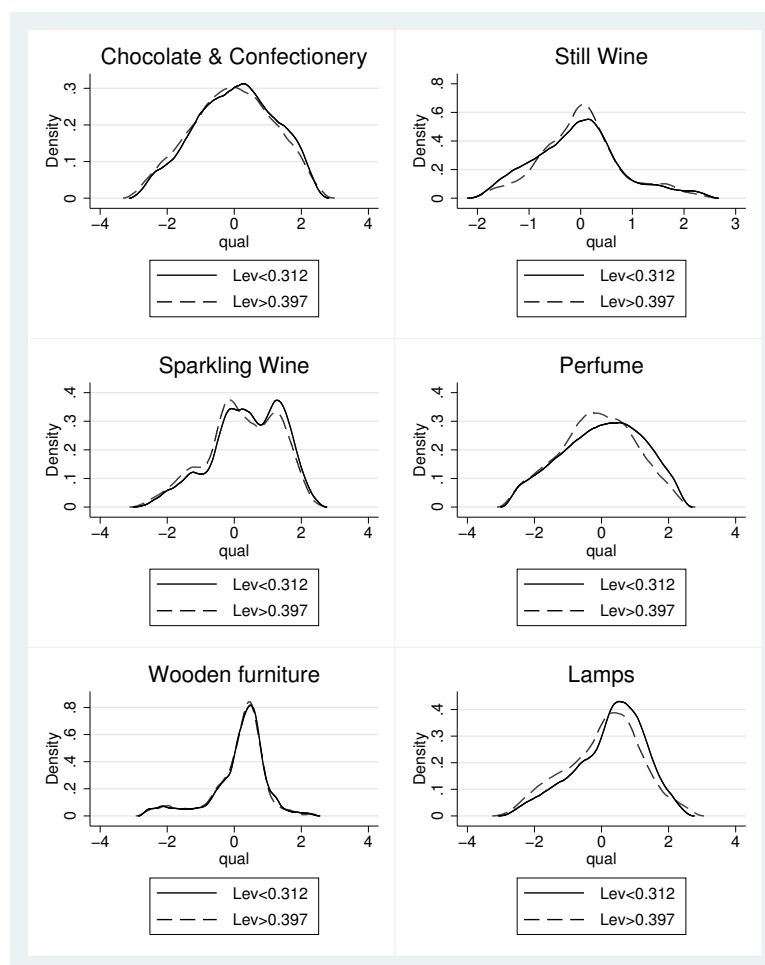 Chocolate & Confectionery
Density
0 .1 .2 .3
−4 −2 0 2 4
qual
Lev<0.312
Lev>0.397
Still Wine
Density
0 .2 .4 .6 .8
−2 −1 0 1 2 3
qual
Lev<0.312
Lev>0.397
Sparkling Wine
Density
0 .1 .2 .3 .4
−4 −2 0 2 4
qual
Lev<0.312
Lev>0.397
Perfume
Density
0 .1 .2 .3 .4
−4 −2 0 2 4
qual
Lev<0.312
Lev>0.397
Wooden furniture
Density
0 .2 .4 .6 .8
−4 −2 0 2 4
qual
Lev<0.312
Lev>0.397
Lamps
Density
0 .1 .2 .3 .4
−4 −2 0 2 4
qual
Lev<0.312
Lev>0.397